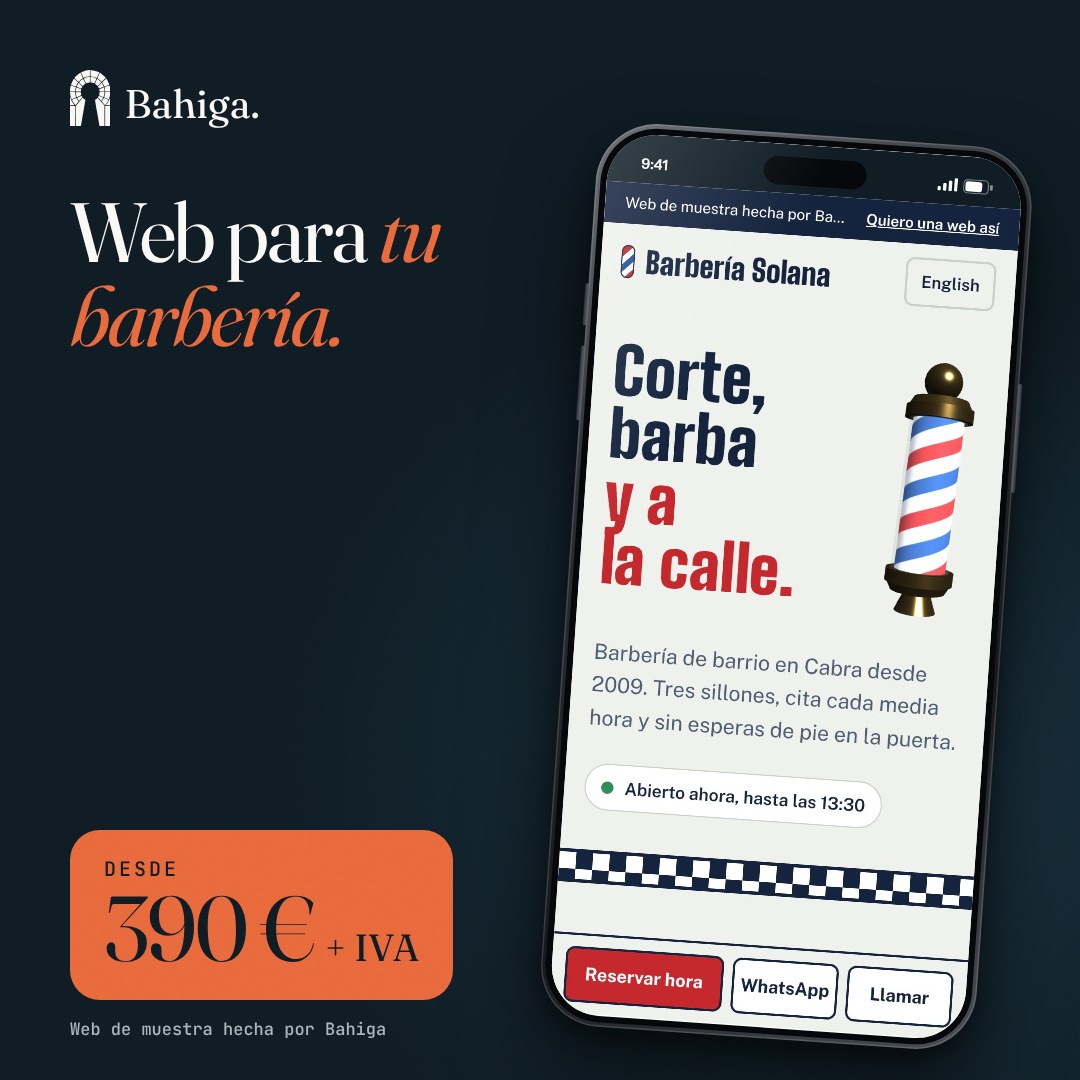 Bahiga.
Web para tu
barbería.
9:41
Web de muestra hecha por Ba... Quiero una web así
Barbería Solana
English
Corte,
barba
y a
la calle.
Barbería de barrio en Cabra desde
2009. Tres sillones, cita cada media
hora y sin esperas de pie en la puerta.
Abierto ahora, hasta las 13:30
Reservar hora WhatsApp Llamar
DESDE
390 € + IVA
Web de muestra hecha por Bahiga